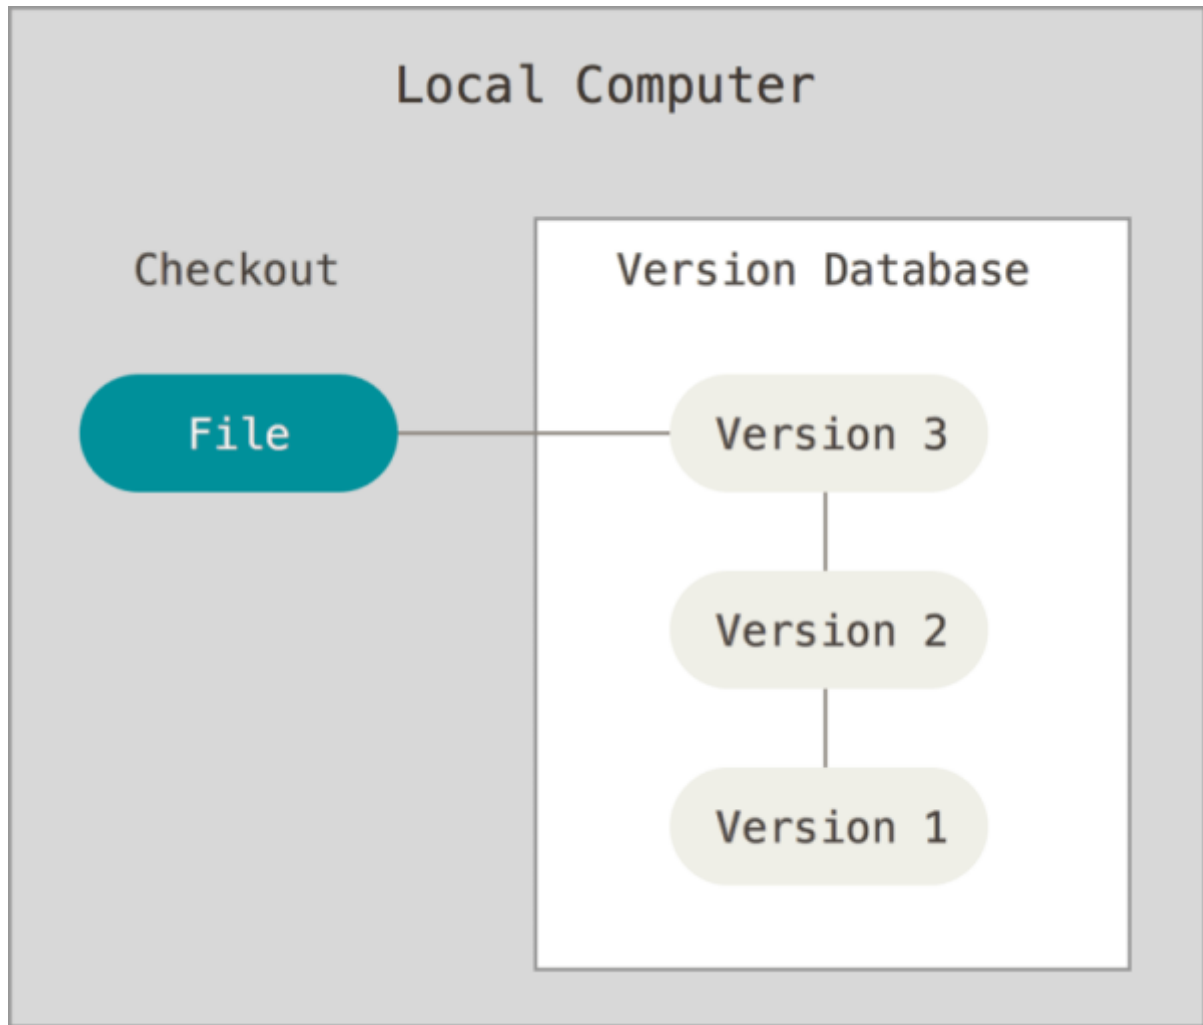 Local Computer
Checkout
Version Database
File
Version 3
Version 2
Version 1